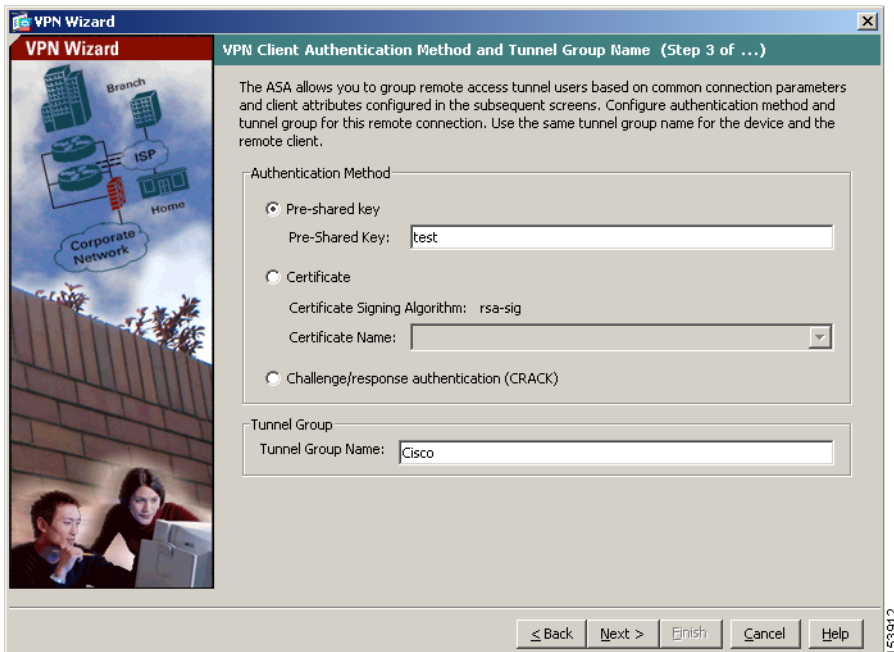 VPN Wizard
VPN Wizard
VPN Client Authentication Method and Tunnel Group Name (Step 3 of ...)
Branch
ISP
Home
Corporate
Network
The ASA allows you to group remote access tunnel users based on common connection parameters
and client attributes configured in the subsequent screens. Configure authentication method and
tunnel group for this remote connection. Use the same tunnel group name for the device and the
remote client.
Authentication Method
Pre-shared key
Pre-Shared Key: test
Certificate
Certificate Signing Algorithm: rsa-sig
Certificate Name:
Challenge/response authentication (CRACK)
Tunnel Group
Tunnel Group Name: Cisco
< Back Next > Finish Cancel Help
153912